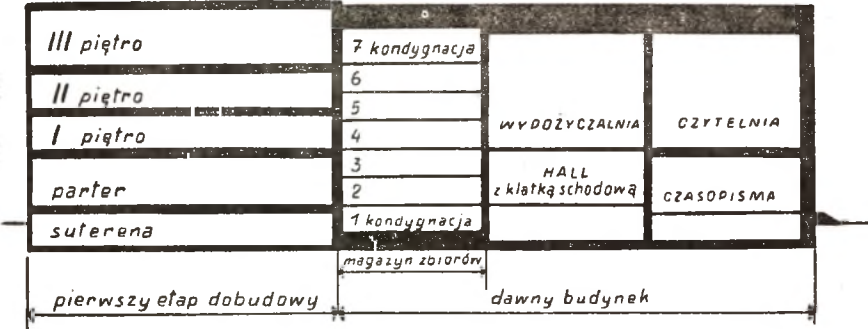 III piętro
II piętro
I piętro
parter
suterena
7 kondygnacja
6
5
4
3
2
1 kondygnacja
WYPOŻYCZALNIA
CZYTELNIA
HALL
z klatką schodową
CZASOPISMA
magazyn zbiorów
pierwszy etap dobudowy
dawny budynek